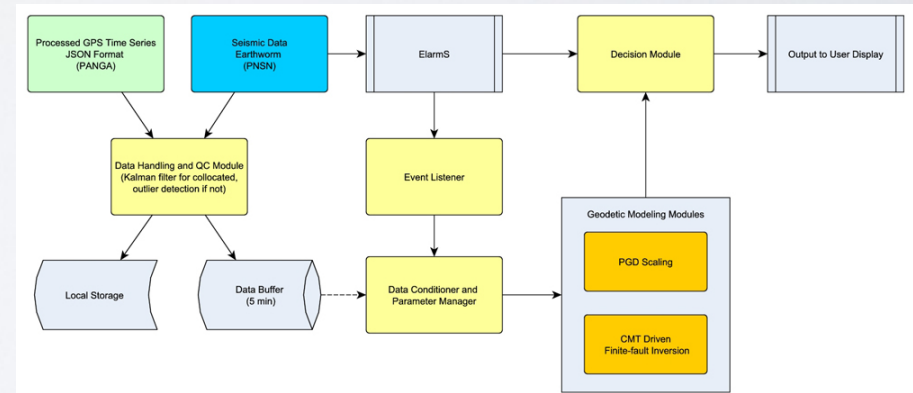 Processed GPS Time Series
JSON Format
(PANGA)
Seismic Data
Earthworm
(PNSN)
ElarmS
Decision Module
Output to User Display
Data Handling and QC Module
(Kalman filter for collocated,
outlier detection if not)
Event Listener
Geodetic Modeling Modules
PGD Scaling
Local Storage
Data Buffer
(5 min)
Data Conditioner and
Parameter Manager
CMT Driven
Finite-fault Inversion